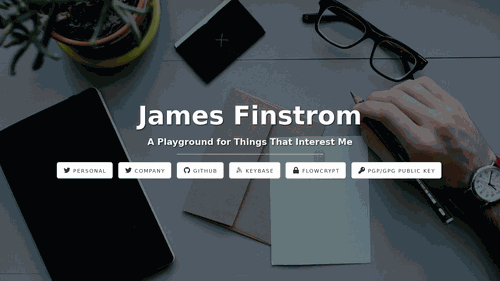 James Finstrom
A Playground for Things That Interest Me
PERSONAL COMPANY GITHUB KEYBASE FLOWCRYPT PGP/GPG PUBLIC KEY